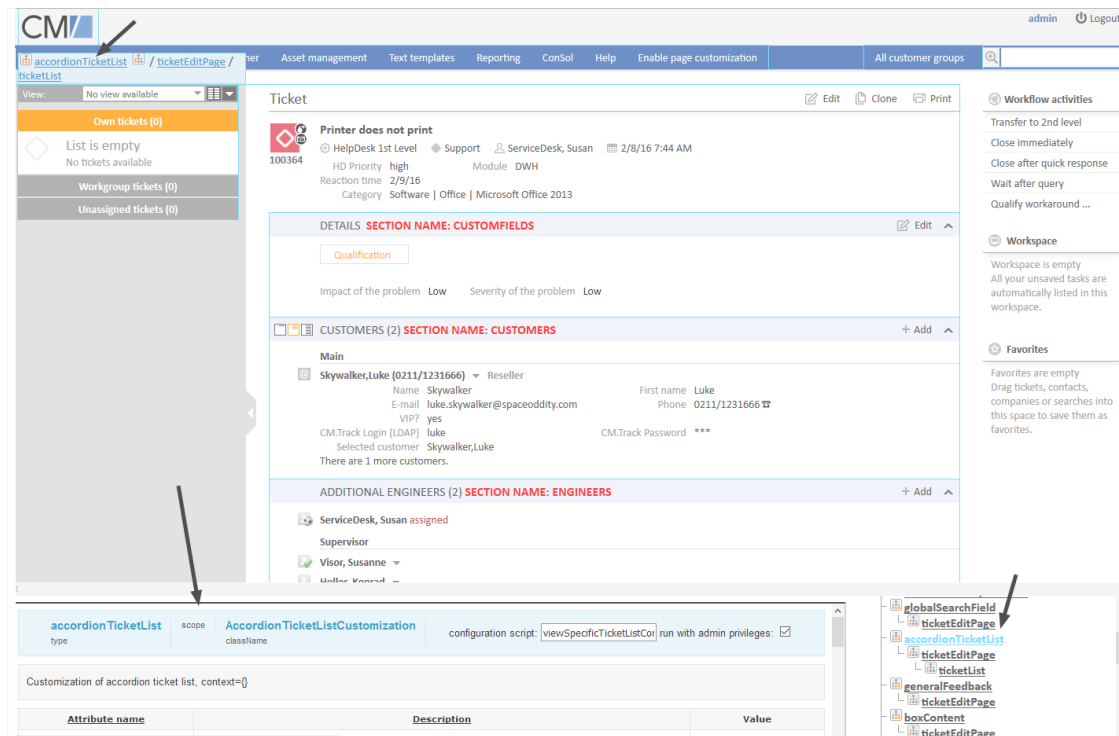 CM/
admin Logout
accordionTicketList / ticketEditPage /
ticketList
Asset management Text templates Reporting ConSol Help Enable page customization All customer groups
View: No view available
Own tickets (0)
List is empty
No tickets available
Workgroup tickets (0)
Unassigned tickets (0)
Ticket Edit Clone Print
100364
Printer does not print
HelpDesk 1st Level Support ServiceDesk, Susan 2/8/16 7:44 AM
HD Priority high Module DWH
Reaction time 2/9/16
Category Software | Office | Microsoft Office 2013
DETAILS SECTION NAME: CUSTOMFIELDS Edit
Qualification
Impact of the problem Low Severity of the problem Low
CUSTOMERS (2) SECTION NAME: CUSTOMERS + Add
Main
Skywalker,Luke (0211/1231666) Reseller
Name Skywalker First name Luke
E-mail luke.skywalker@spaceoddity.com Phone 0211/1231666
VIP? yes
CM.Track Login (LDAP) luke CM.Track Password ***
Selected customer Skywalker,Luke
There are 1 more customers.
ADDITIONAL ENGINEERS (2) SECTION NAME: ENGINEERS + Add
ServiceDesk, Susan assigned
Supervisor
Visor, Susanne
Holler, Konrad
Workflow activities
Transfer to 2nd level
Close immediately
Close after quick response
Wait after query
Qualify workaround ...
Workspace
Workspace is empty
All your unsaved tasks are
automatically listed in this
workspace.
Favorites
Favorites are empty
Drag tickets, contacts,
companies or searches into
this space to save them as
favorites.
accordionTicketList scope AccordionTicketListCustomization configuration script: viewSpecificTicketListCor run with admin privileges:
type className
Customization of accordion ticket list, context={}
Attribute name Description Value
globalSearchField
ticketEditPage
accordionTicketList
ticketEditPage
ticketList
generalFeedback
ticketEditPage
boxContent
ticketEditPage